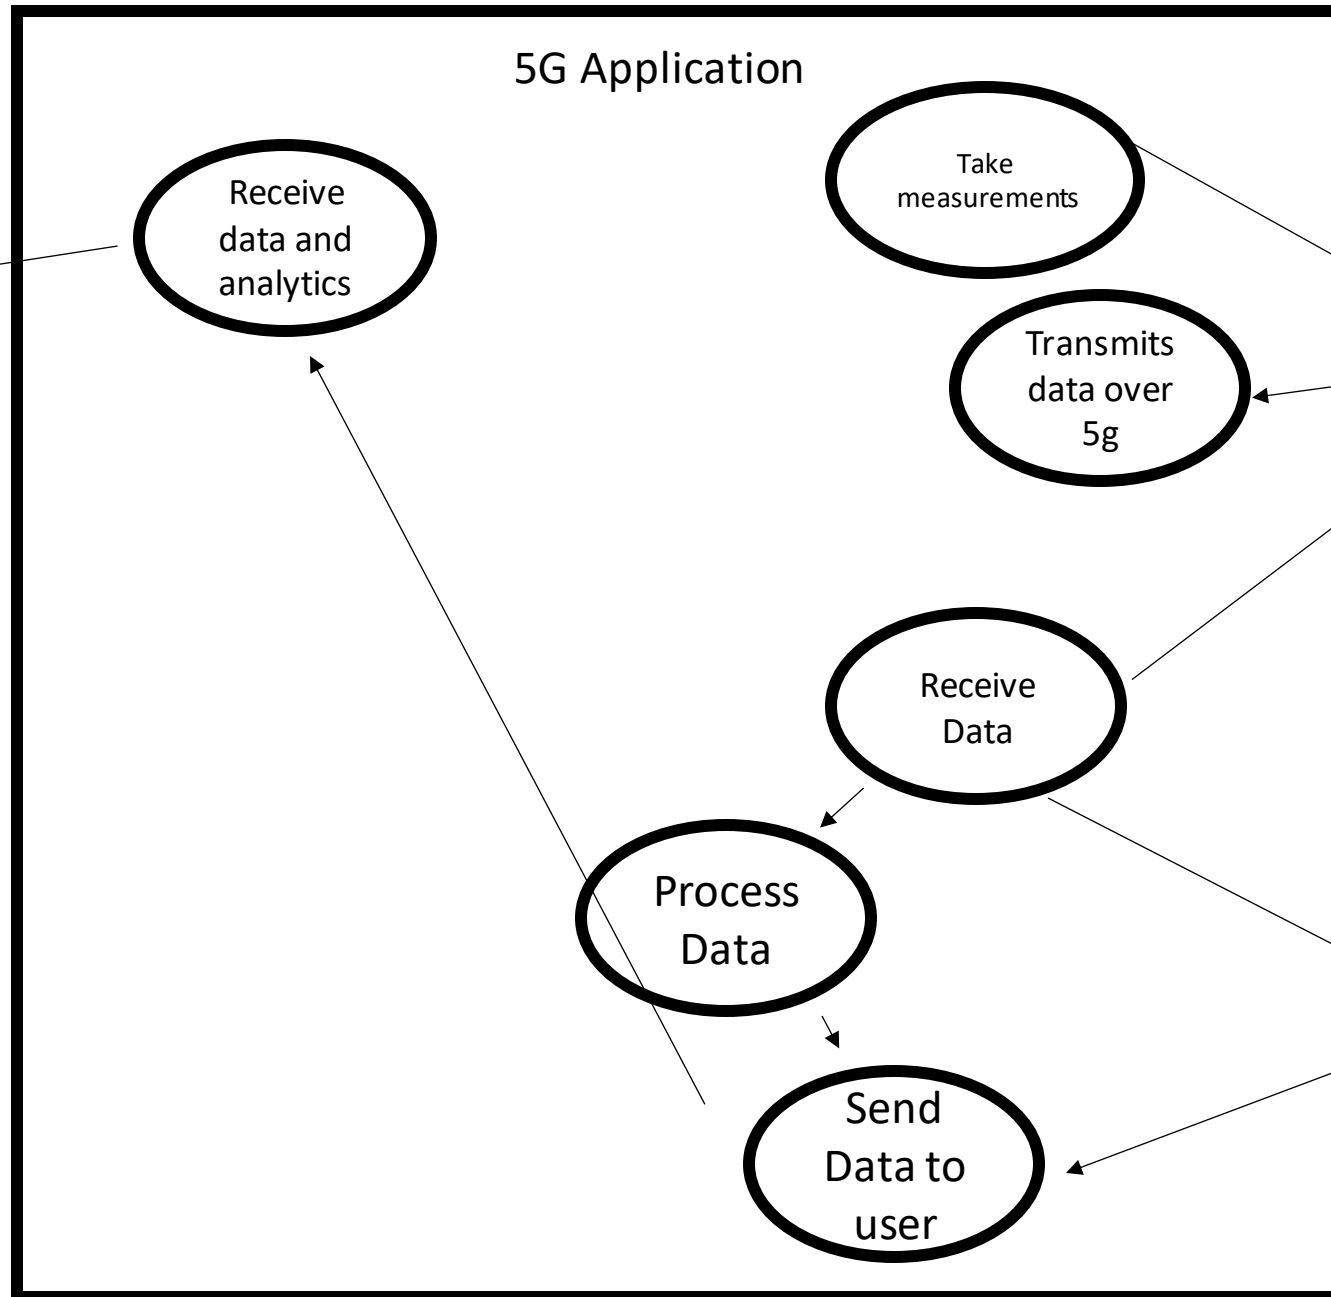 5G Application
Take
measurements
Receive
data and
analytics
Transmits
data over
5g
Receive
Data
Process
Data
Send
Data to
user